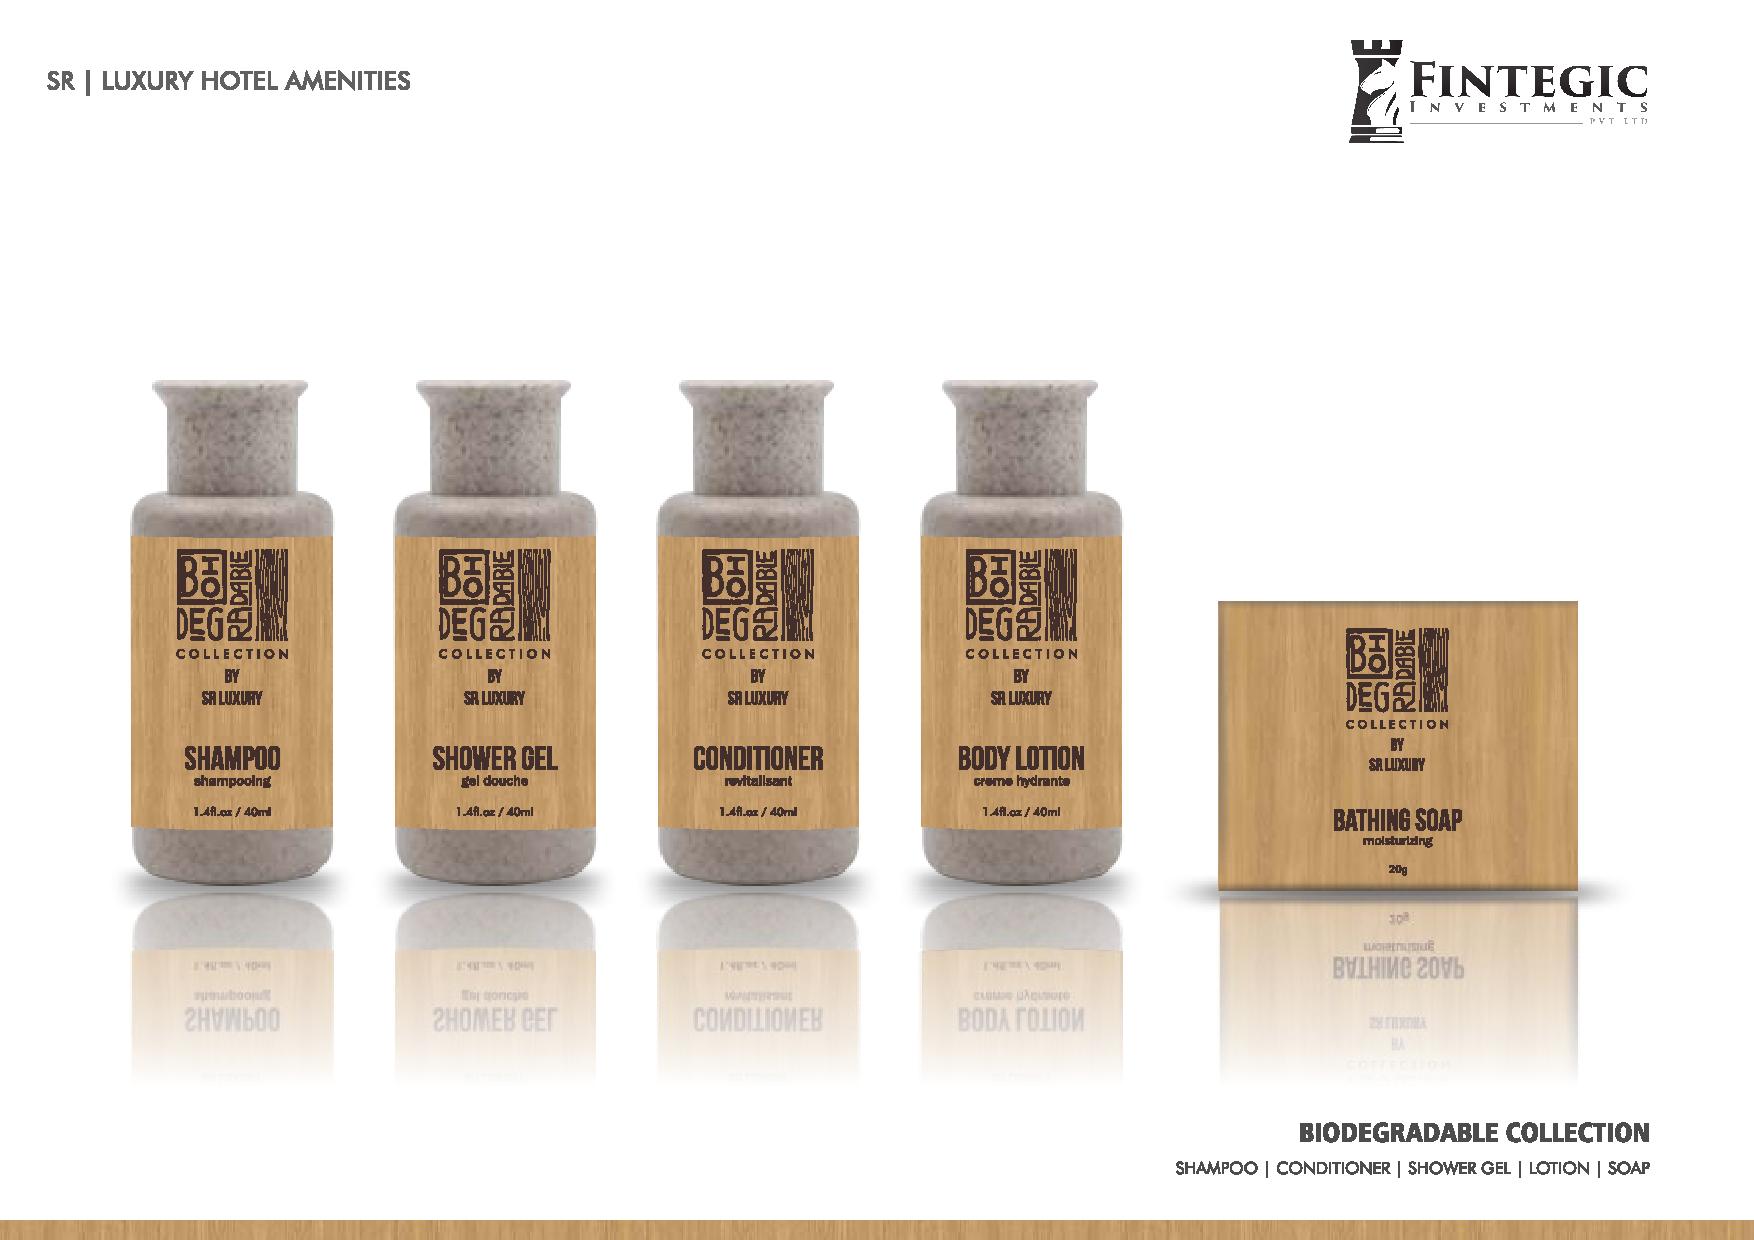 SR | LUXURY HOTEL AMENITIES
FINTEGIC
INVESTMENTS
PVT LTD
BIO
DEGRADABLE
COLLECTION
BY
SR LUXURY
SHAMPOO
shampooing
1.4fl.oz / 40ml
BIO
DEGRADABLE
COLLECTION
BY
SR LUXURY
SHOWER GEL
gel douche
1.4fl.oz / 40ml
BIO
DEGRADABLE
COLLECTION
BY
SR LUXURY
CONDITIONER
revitalisant
1.4fl.oz / 40ml
BIO
DEGRADABLE
COLLECTION
BY
SR LUXURY
BODY LOTION
creme hydrante
1.4fl.oz / 40ml
BIO
DEGRADABLE
COLLECTION
BY
SR LUXURY
BATHING SOAP
moisturizing
20g
BIODEGRADABLE COLLECTION
SHAMPOO | CONDITIONER | SHOWER GEL | LOTION | SOAP